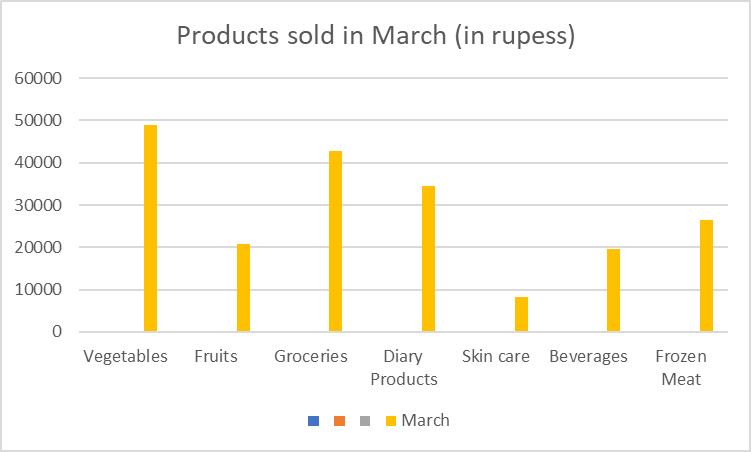 Products sold in March (in rupess)
60000
50000
40000
30000
20000
10000
0
Vegetables Fruits Groceries Diary Products Skin care Beverages Frozen Meat
March